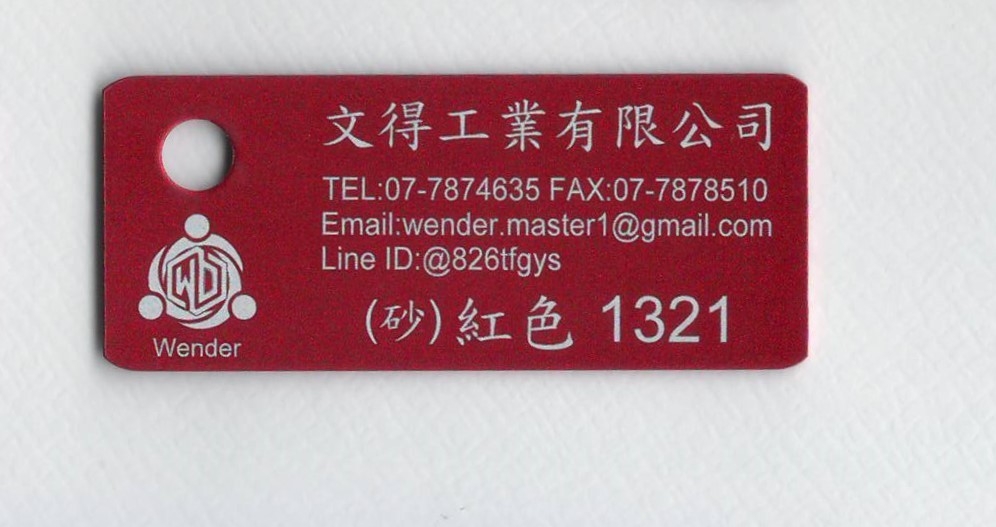 文得工業有限公司
TEL:07-7874635 FAX:07-7878510
Email:wender.master1@gmail.com
Line ID:@826tfgys
(砂)紅色 1321
WD
Wender